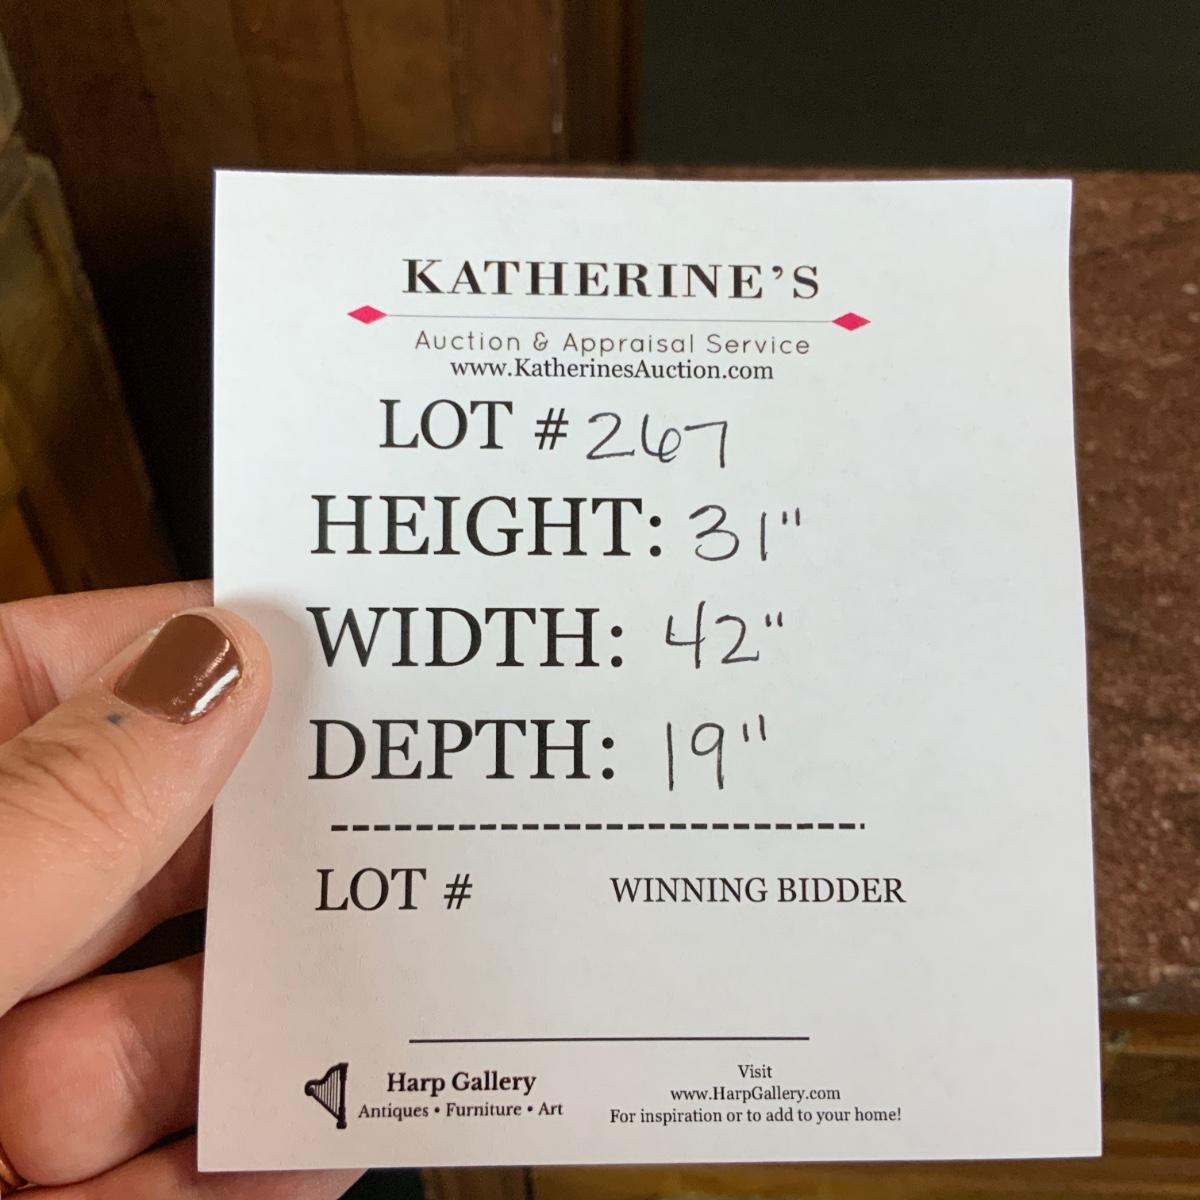 KATHERINE'S
Auction & Appraisal Service
www.KatherinesAuction.com
LOT # 267
HEIGHT: 31"
WIDTH: 42"
DEPTH: 19"
LOT # WINNING BIDDER
Harp Gallery
Antiques • Furniture • Art
Visit
www.HarpGallery.com
For inspiration or to add to your home!